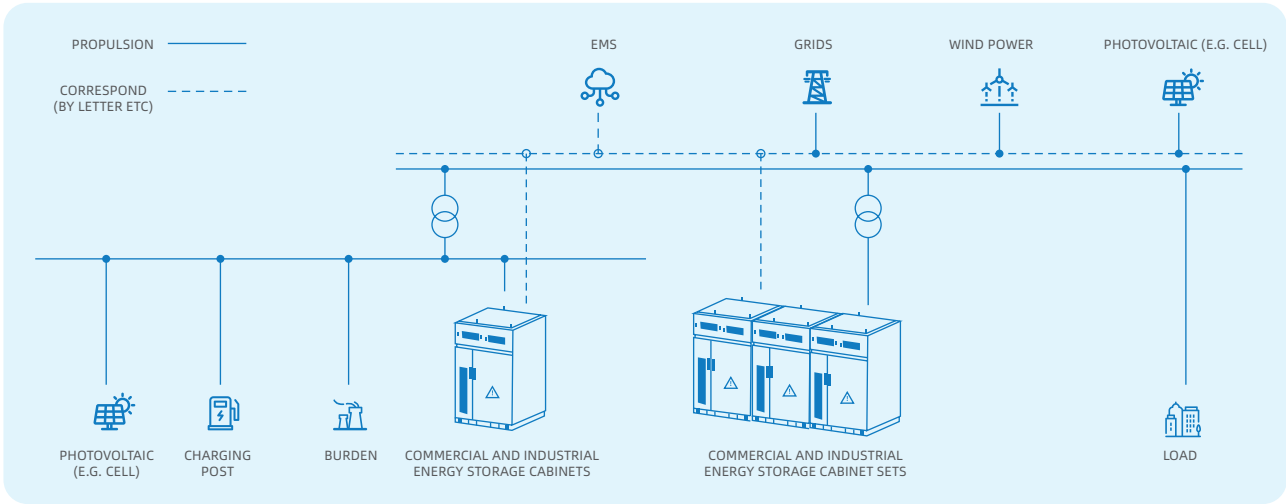 PROPULSION
CORRESPOND
(BY LETTER ETC)
EMS
GRIDS
WIND POWER
PHOTOVOLTAIC (E.G. CELL)
PHOTOVOLTAIC
(E.G. CELL)
CHARGING
POST
BURDEN
COMMERCIAL AND INDUSTRIAL
ENERGY STORAGE CABINETS
COMMERCIAL AND INDUSTRIAL
ENERGY STORAGE CABINET SETS
LOAD